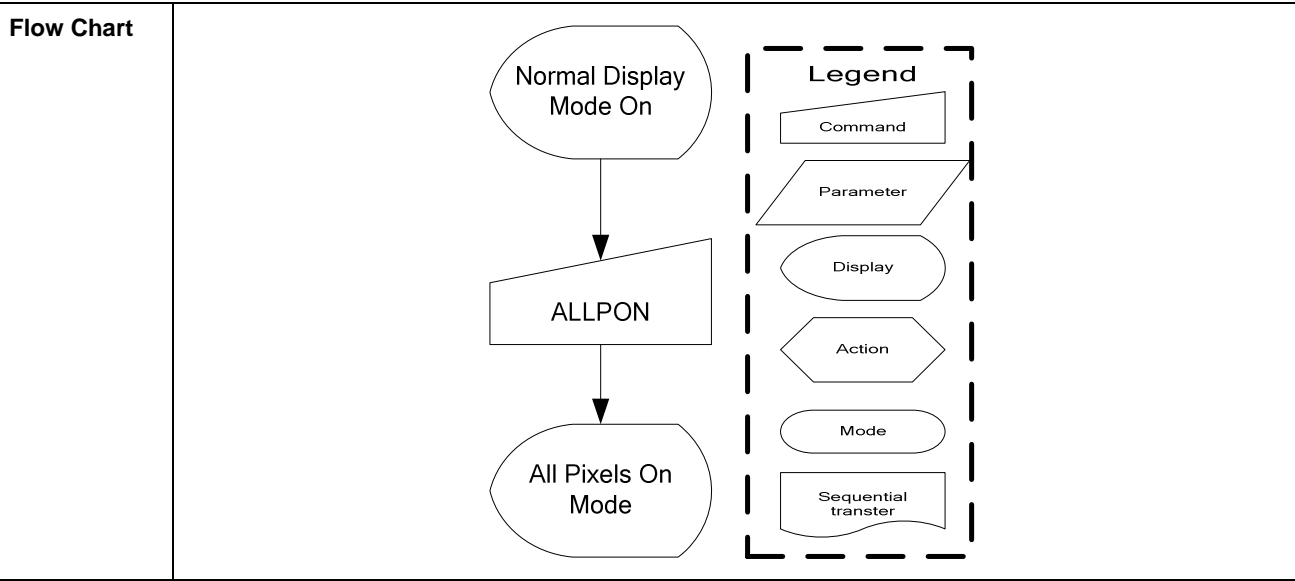 Flow Chart
Normal Display
Mode On
ALLPON
All Pixels On
Mode
Legend
Command
Parameter
Display
Action
Mode
Sequential
transter